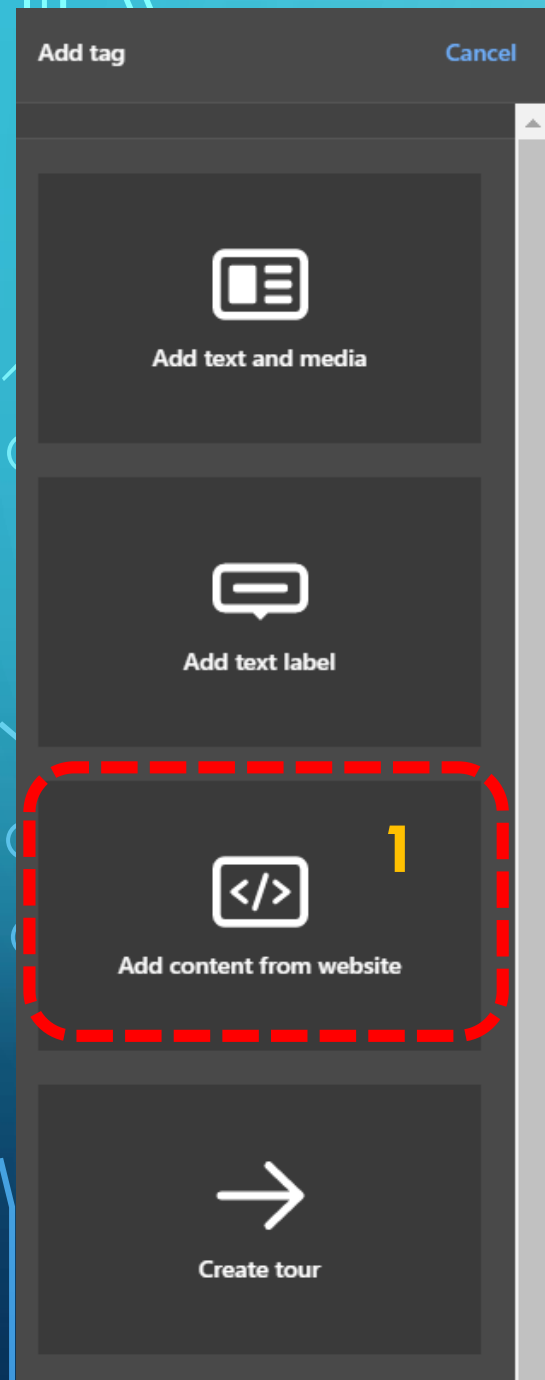 Add tag Cancel
Add text and media
Add text label
1
</>
Add content from website
Create tour